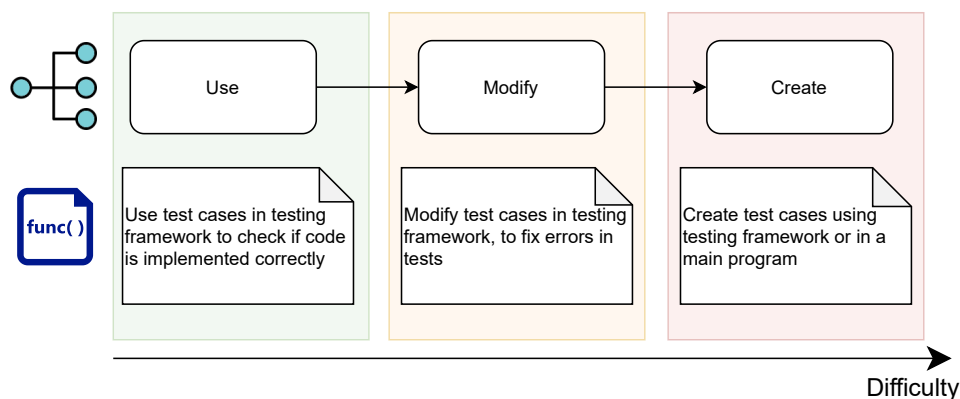 Use
Modify
Create
func( )
Use test cases in testing
framework to check if code
is implemented correctly
Modify test cases in testing
framework, to fix errors in
tests
Create test cases using
testing framework or in a
main program
Difficulty